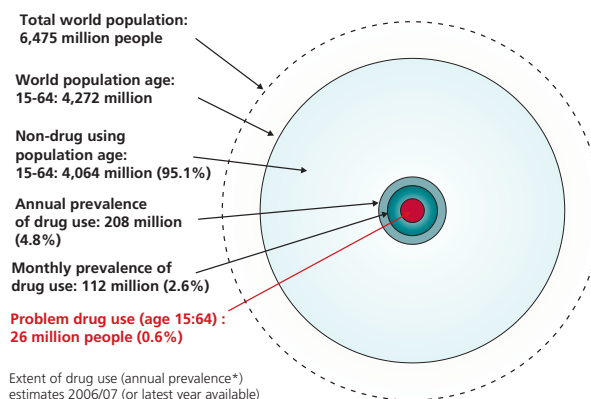 Total world population:
6,475 million people
World population age:
15-64: 4,272 million
Non-drug using
population age:
15-64: 4,064 million (95.1%)
Annual prevalence
of drug use: 208 million
(4.8%)
Monthly prevalence of
drug use: 112 million (2.6%)
Problem drug use (age 15:64) :
26 million people (0.6%)
Extent of drug use (annual prevalence*)
estimates 2006/07 (or latest year available)